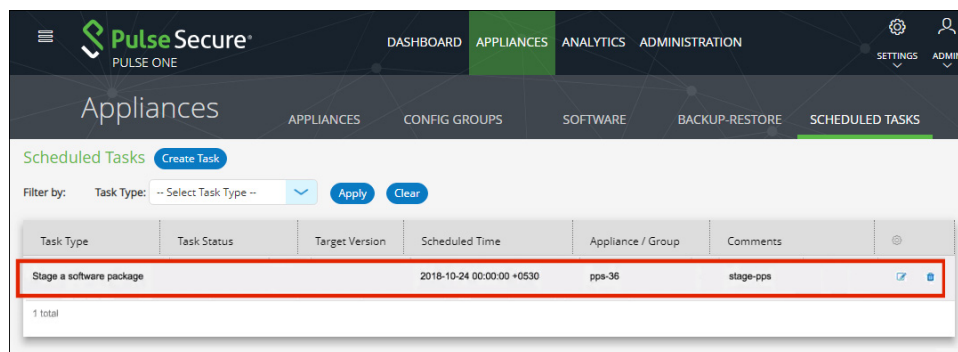 Pulse Secure®
PULSE ONE
DASHBOARD APPLIANCES ANALYTICS ADMINISTRATION
SETTINGS
Appliances
APPLIANCES CONFIG GROUPS SOFTWARE BACKUP-RESTORE SCHEDULED TASKS
Scheduled Tasks Create Task
Filter by: Task Type: -- Select Task Type -- Apply Clear
Task Type Task Status Target Version Scheduled Time Appliance / Group Comments
Stage a software package 2018-10-24 00:00:00 +0530 pps-36 stage-pps
1 total